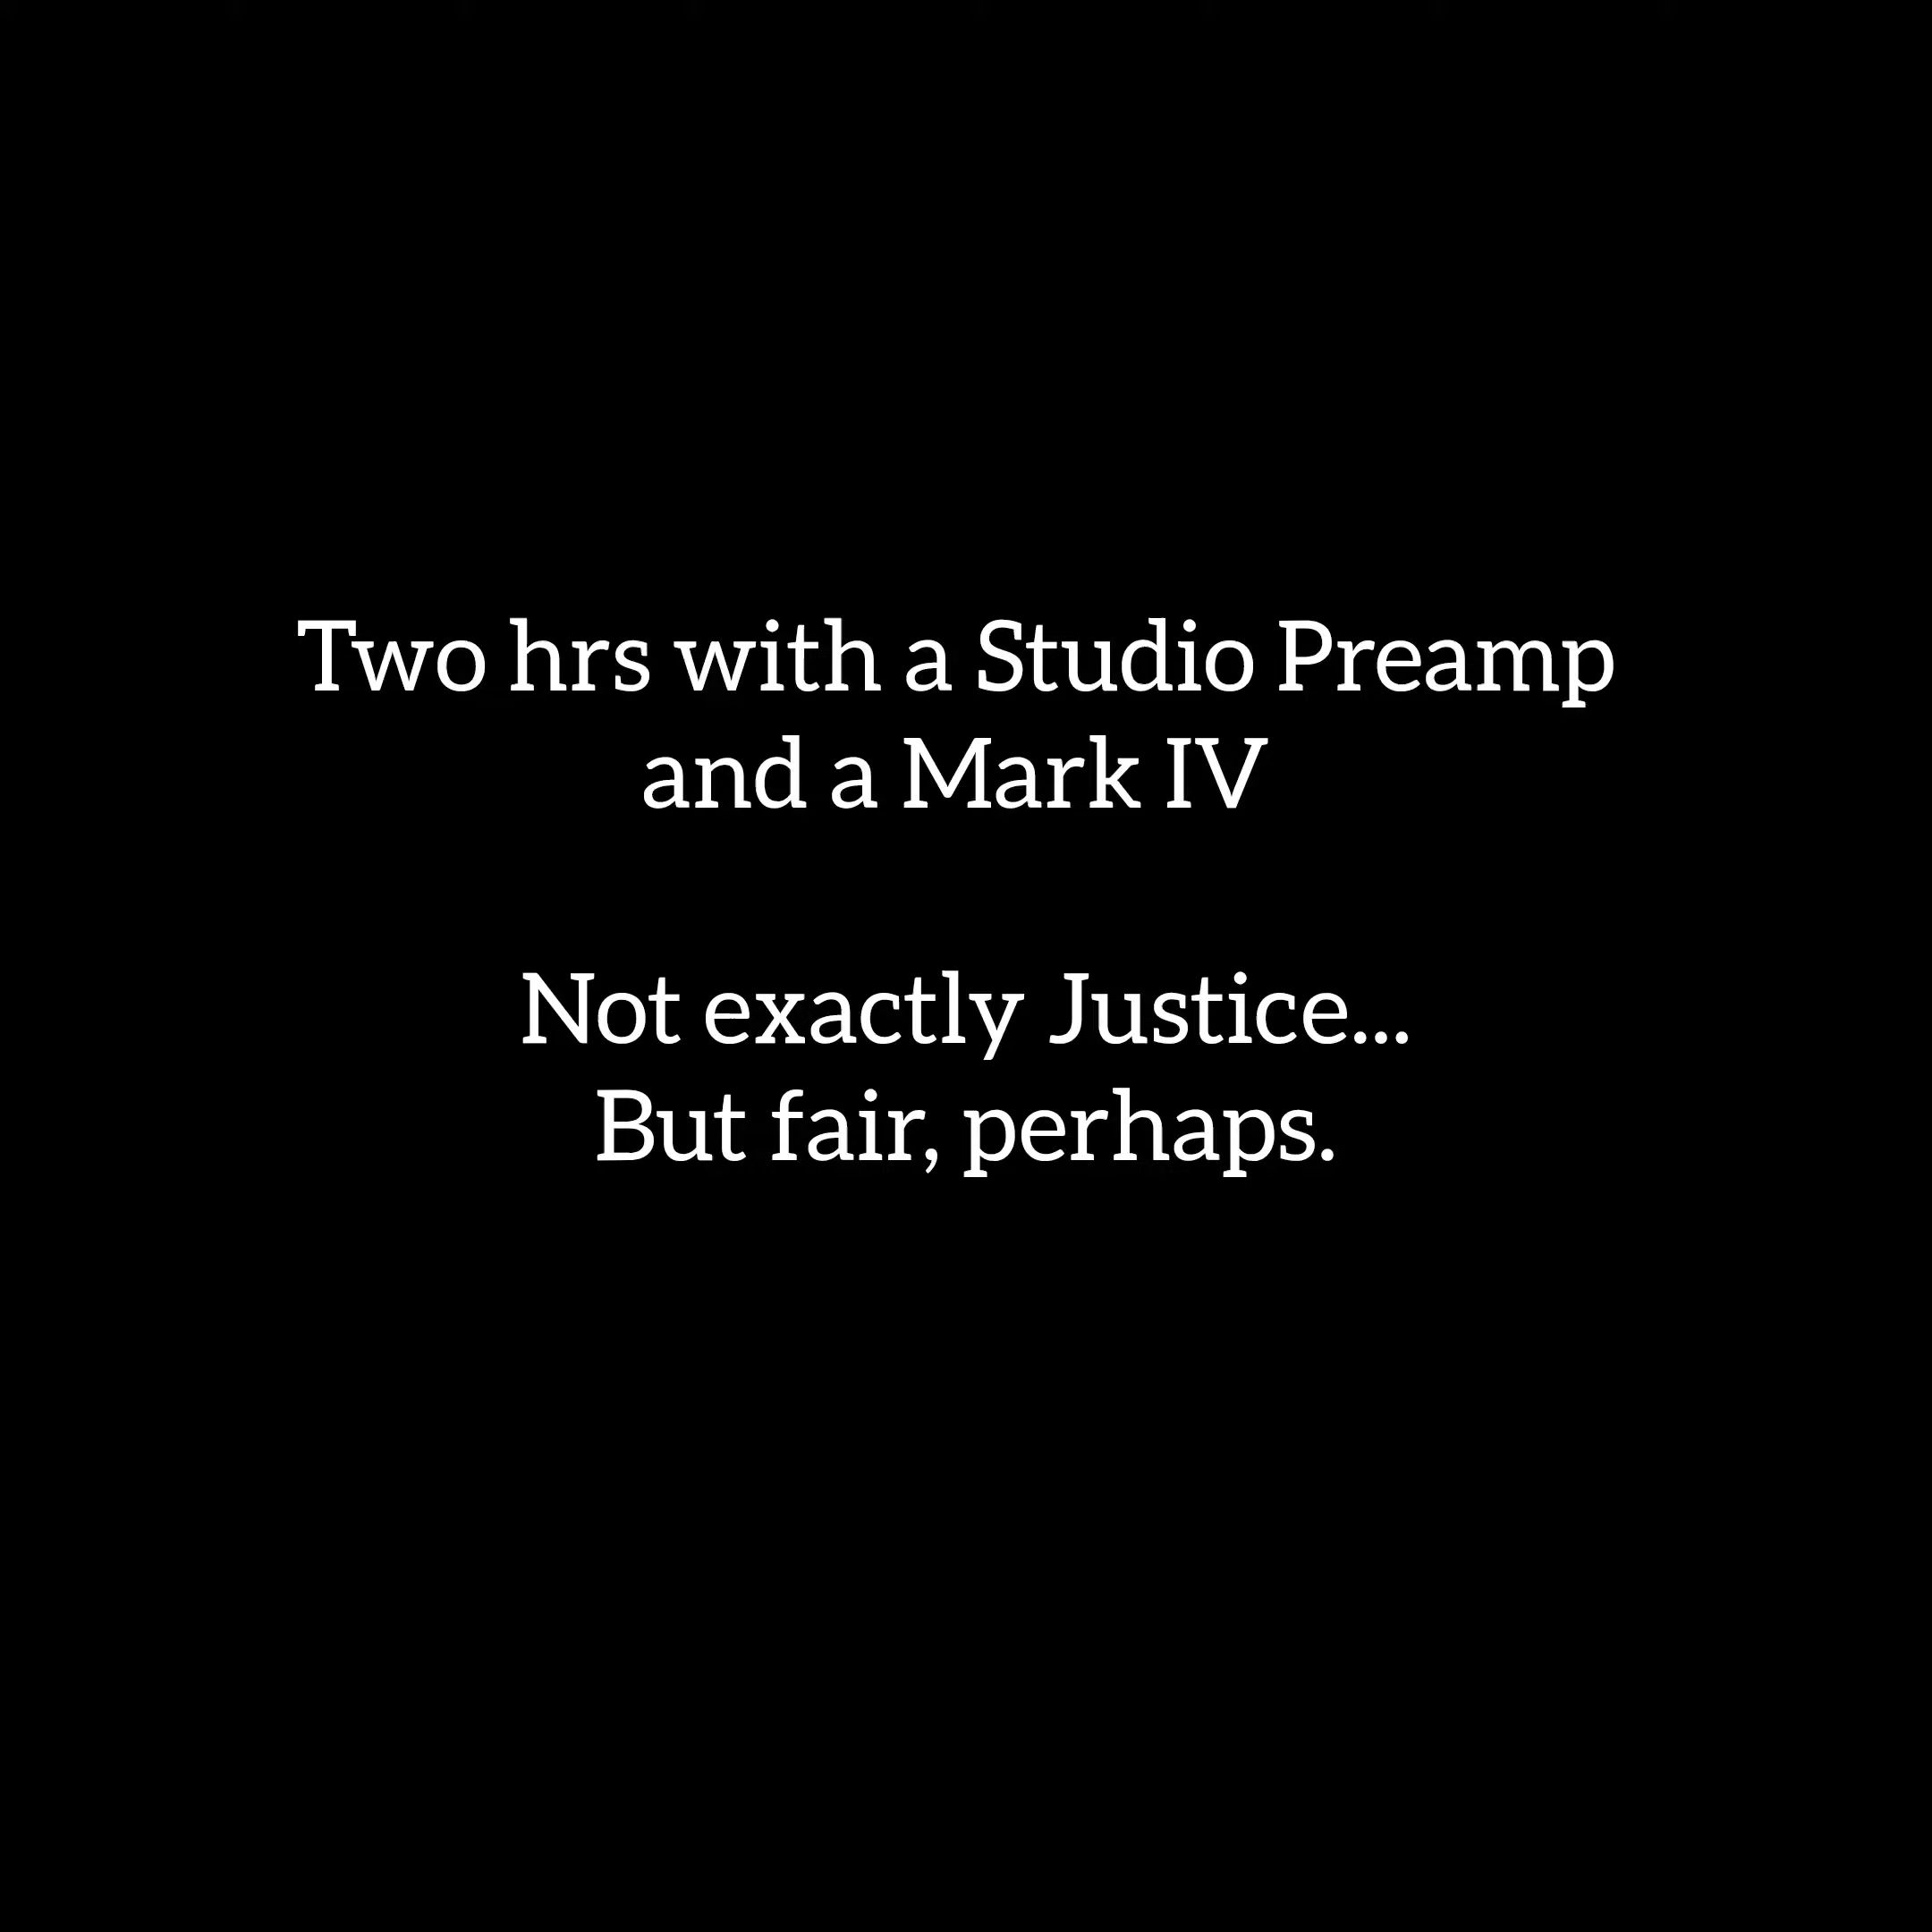 Two hrs with a Studio Preamp
and a Mark IV
Not exactly Justice...
But fair, perhaps.